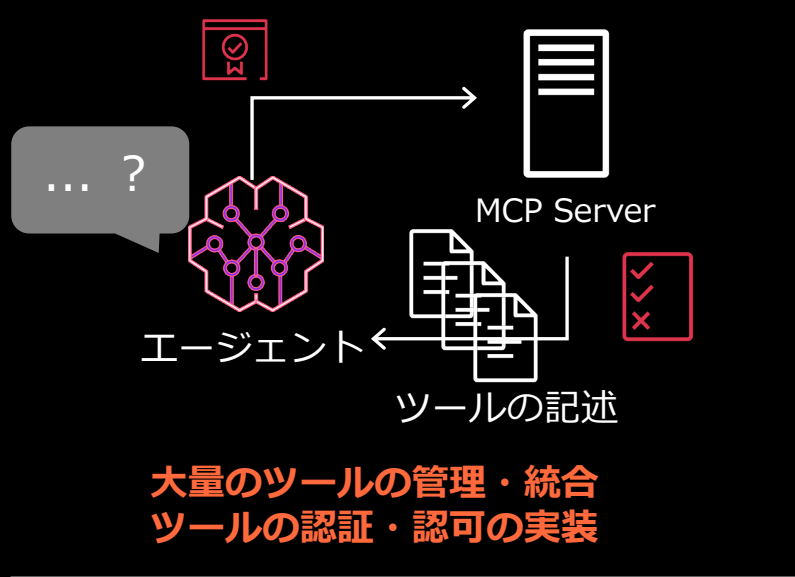 ... ?
MCP Server
エージェント
ツールの記述
大量のツールの管理・統合
ツールの認証・認可の実装